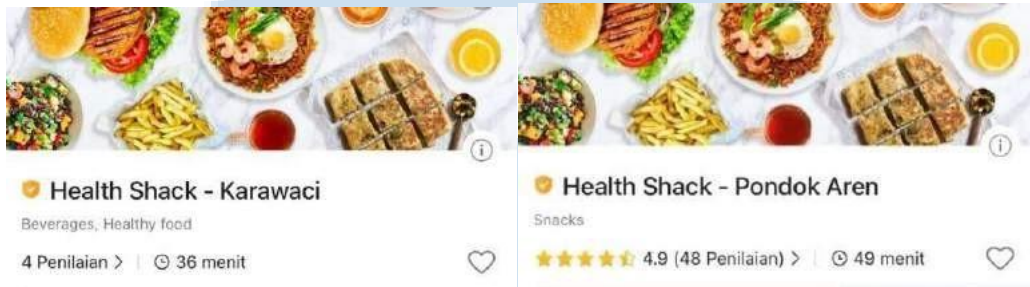 Health Shack - Karawaci
Beverages, Healthy food
4 Penilaian > 36 menit
Health Shack - Pondok Aren
Snacks
4.9 (48 Penilaian) > 49 menit